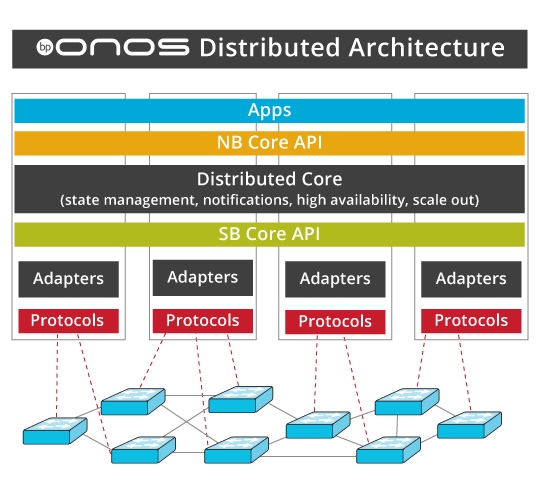 bp onos Distributed Architecture
Apps
NB Core API
Distributed Core
(state management, notifications, high availability, scale out)
SB Core API
Adapters Adapters Adapters Adapters
Protocols Protocols Protocols Protocols